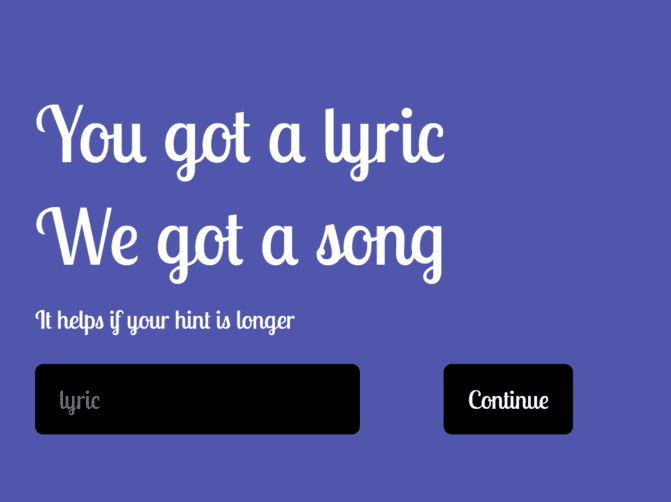 You got a lyric
We got a song
It helps if your hint is longer
lyric
Continue